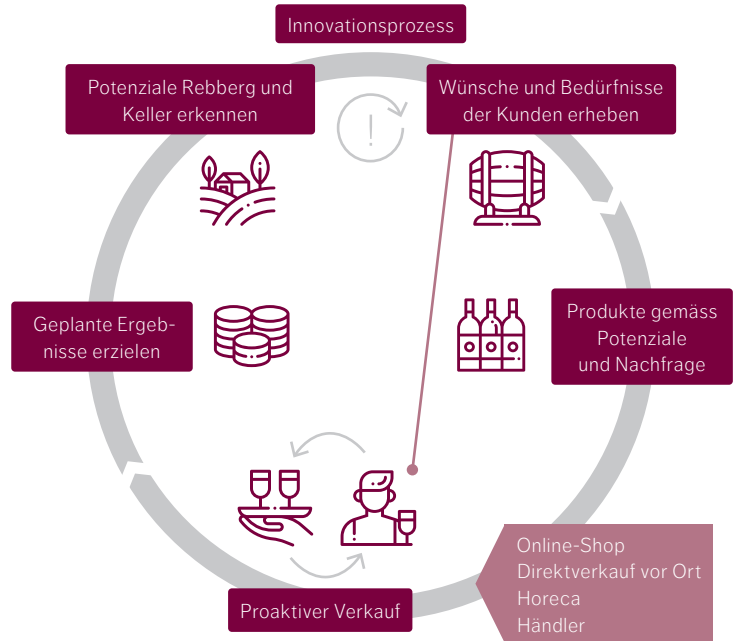 Innovationsprozess
Potenziale Rebberg und
Keller erkennen
Wünsche und Bedürfnisse
der Kunden erheben
!
Geplante Ergeb-
nisse erzielen
Produkte gemäss
Potenziale
und Nachfrage
Online-Shop
Direktverkauf vor Ort
Horeca
Händler
Proaktiver Verkauf